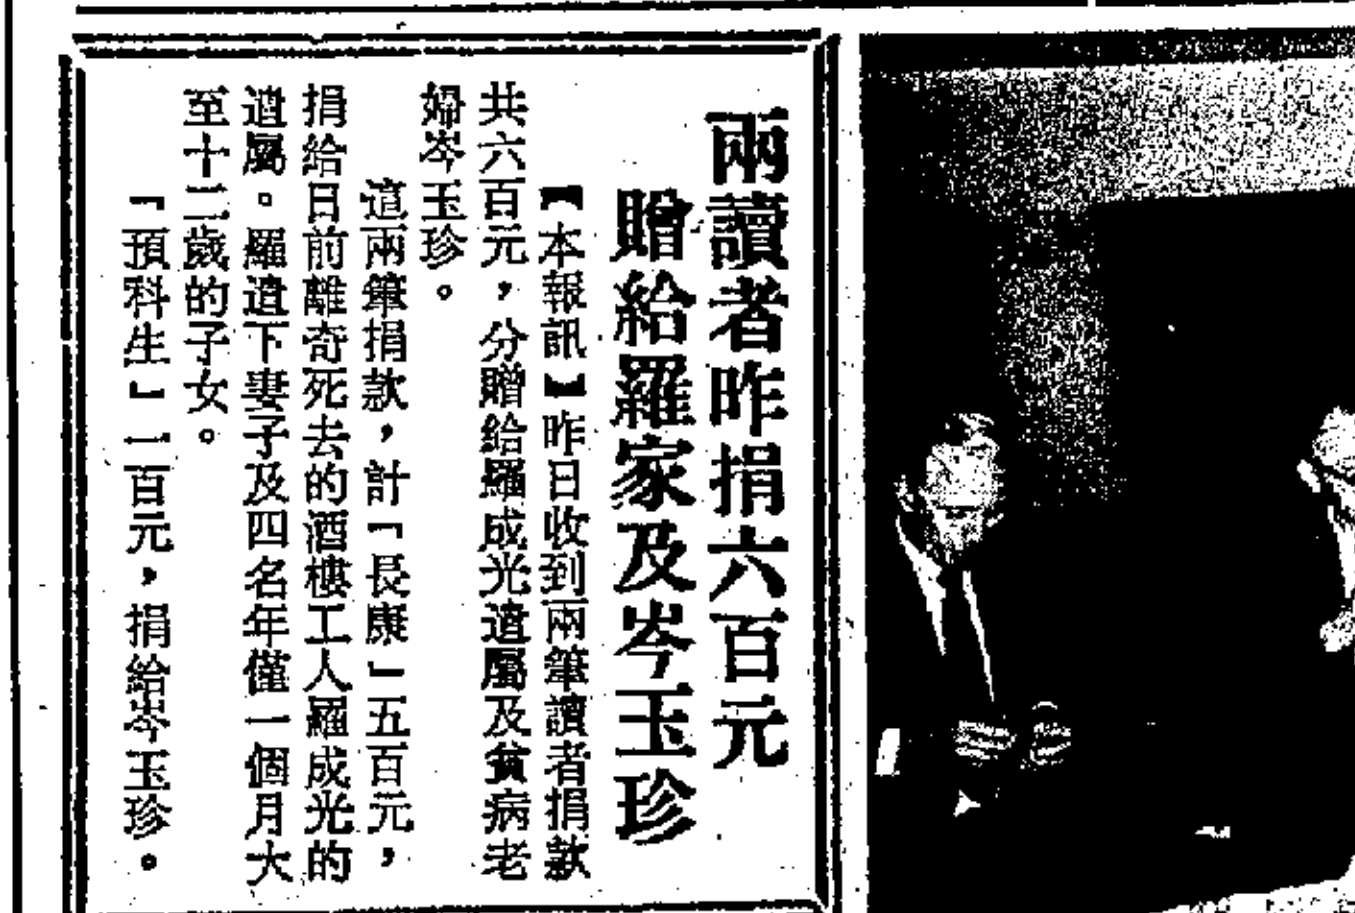 兩讀者昨捐六百元
贈給羅家及岑玉珍
【本報訊】昨日收到兩筆讀者捐款
共六百元，分贈給羅成光遺屬及貧病老
婦岑玉珍。
這兩筆捐款，計「長康」五百元，
捐給日前離奇死去的酒樓工人羅成光的
遺屬。羅遺下妻子及四名年僅一個月大
至十二歲的子女。
「預科生」一百元，捐給岑玉珍。